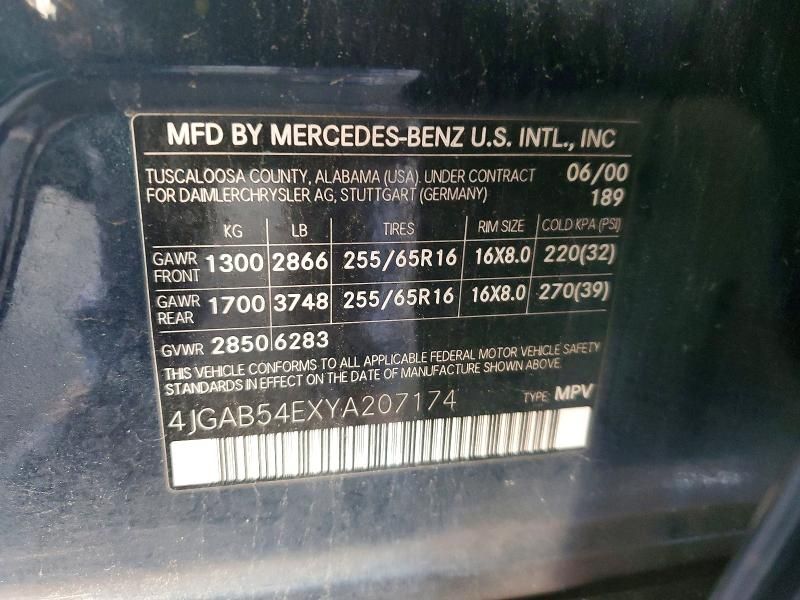 MFD BY MERCEDES-BENZ U.S. INTL., INC
TUSCALOOSA COUNTY, ALABAMA (USA), UNDER CONTRACT 06/00
FOR DAIMLERCHRYSLER AG, STUTTGART (GERMANY) 189
KG LB TIRES RIM SIZE COLD KPA (PSI)
GAWR FRONT 1300 2866 255/65R16 16X8.0 220(32)
GAWR REAR 1700 3748 255/65R16 16X8.0 270(39)
GVWR 2850 6283
THIS VEHICLE CONFORMS TO ALL APPLICABLE FEDERAL MOTOR VEHICLE SAFETY
STANDARDS IN EFFECT ON THE DATE OF MANUFACTURE SHOWN ABOVE.
4JGAB54EXYA207174 TYPE: MPV